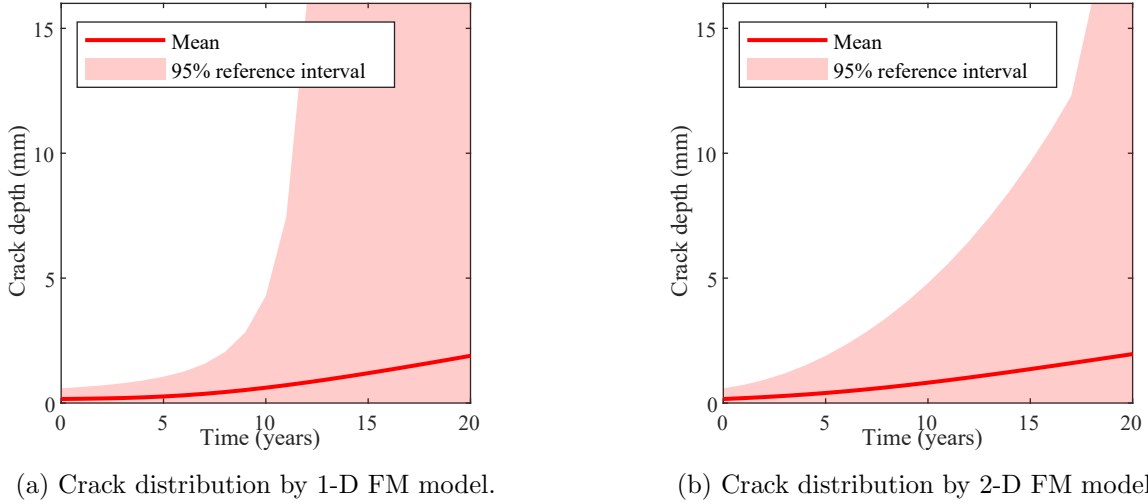 15
Mean
95% reference interval
10
5
0
Crack depth (mm)
0
5
10
15
20
Time (years)
(a) Crack distribution by 1-D FM model.
15
Mean
95% reference interval
10
5
0
Crack depth (mm)
0
5
10
15
20
Time (years)
(b) Crack distribution by 2-D FM mode